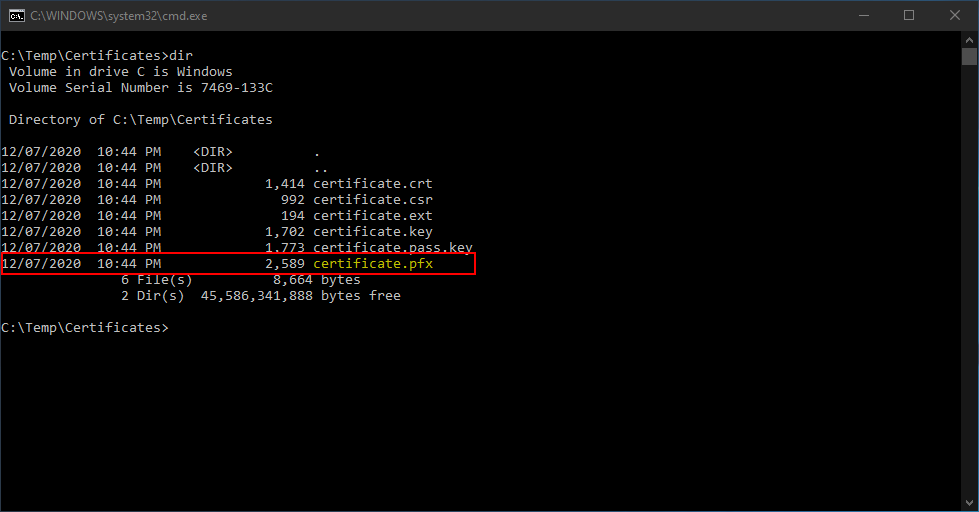 C:\WINDOWS\system32\cmd.exe
C:\Temp\Certificates>dir
Volume in drive C is Windows
Volume Serial Number is 7469-133C
Directory of C:\Temp\Certificates
12/07/2020 10:44 PM <DIR> .
12/07/2020 10:44 PM <DIR> ..
12/07/2020 10:44 PM 1,414 certificate.crt
12/07/2020 10:44 PM 992 certificate.csr
12/07/2020 10:44 PM 194 certificate.ext
12/07/2020 10:44 PM 1,702 certificate.key
12/07/2020 10:44 PM 1,773 certificate.pass.key
12/07/2020 10:44 PM 2,589 certificate.pfx
6 File(s) 8,664 bytes
2 Dir(s) 45,586,341,888 bytes free
C:\Temp\Certificates>